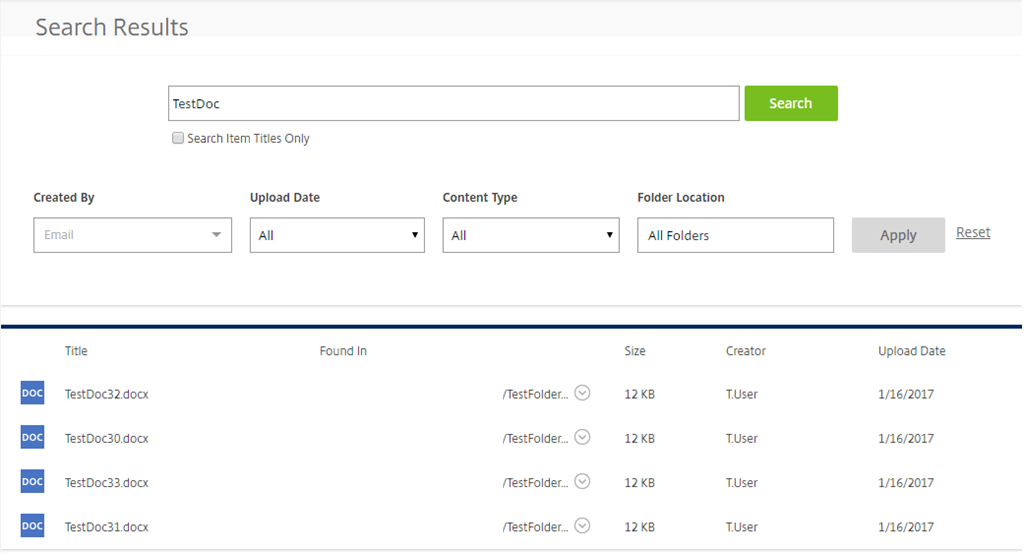 Search Results
TestDoc
Search
Search Item Titles Only
Created By Upload Date Content Type Folder Location
Email All All All Folders Apply Reset
Title Found In Size Creator Upload Date
DOC TestDoc32.docx /TestFolder... 12 KB T.User 1/16/2017
DOC TestDoc30.docx /TestFolder... 12 KB T.User 1/16/2017
DOC TestDoc33.docx /TestFolder... 12 KB T.User 1/16/2017
DOC TestDoc31.docx /TestFolder... 12 KB T.User 1/16/2017